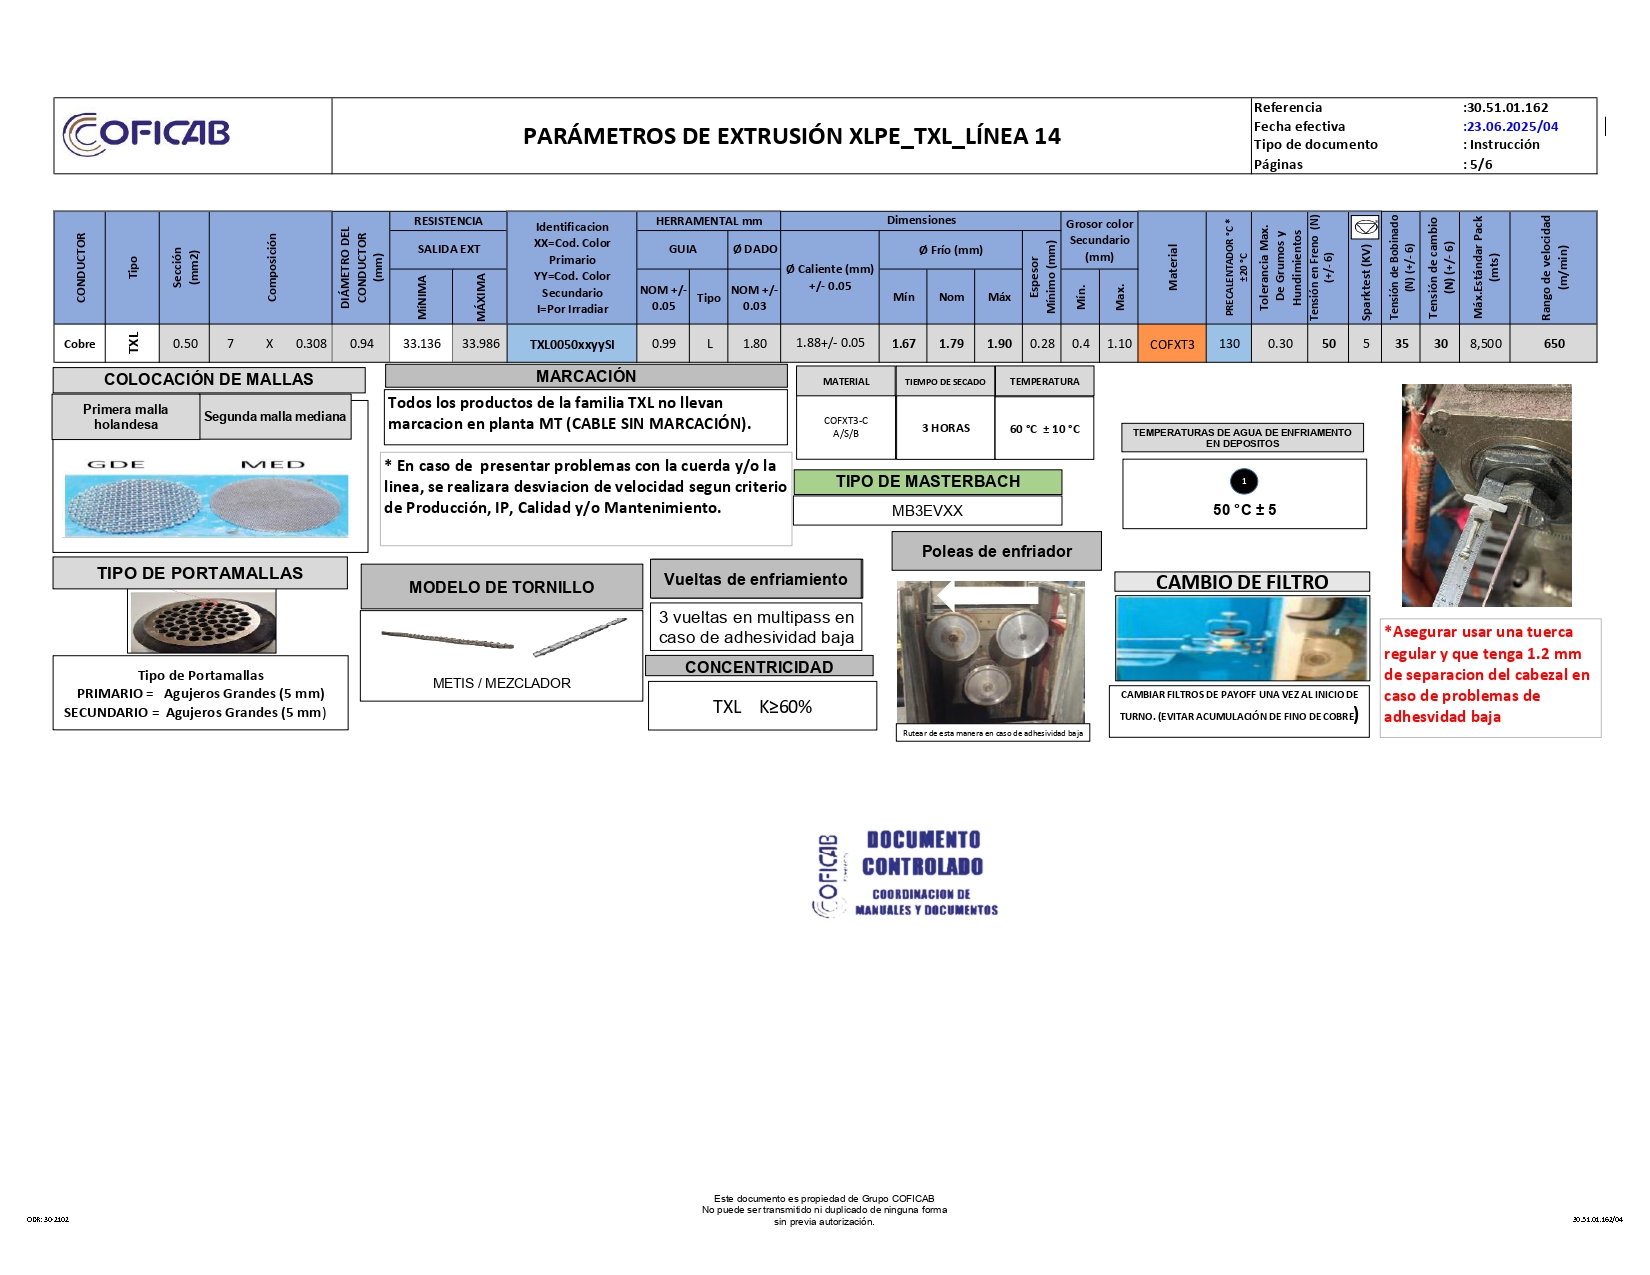 COFICAB
PARÁMETROS DE EXTRUSIÓN XLPE_TXL_LÍNEA 14
Referencia :30.51.01.162
Fecha efectiva :23.06.2025/04
Tipo de documento : Instrucción
Páginas : 5/6
CONDUCTOR
Tipo
Sección (mm2)
Composición
DIÁMETRO DEL CONDUCTOR (mm)
RESISTENCIA
SALIDA EXT
MíNIMA
MÁXIMA
Identificacion
XX=Cod. Color
Primario
YY=Cod. Color
Secundario
I=Por Irradiar
HERRAMENTAL mm
GUIA
Ø DADO
NOM +/- 0.05
Tipo
NOM +/- 0.03
Dimensiones
Ø Caliente (mm)
+/- 0.05
Ø Frío (mm)
Mín
Nom
Máx
Espesor Mínimo (mm)
Grosor color
Secundario
(mm)
Mín.
Max.
Material
PRECALENTADOR °C * ±20 °C
Tolerancia Max. De Grumos y Hundimientos
Tensión en Freno (N) (+/- 6)
Sparktest (KV)
Tensión de Bobinado (N) (+/- 6)
Tensión de cambio (N) (+/- 6)
Máx.Estándar Pack (mts)
Rango de velocidad (m/min)
Cobre TXL 0.50 7 X 0.308 0.94 33.136 33.986 TXL0050xxyySI 0.99 L 1.80 1.88+/- 0.05 1.67 1.79 1.90 0.28 0.4 1.10 COFXT3 130 0.30 50 5 35 30 8,500 650
COLOCACIÓN DE MALLAS
Primera malla
holandesa
Segunda malla mediana
GDE MED
MARCACIÓN
Todos los productos de la familia TXL no llevan
marcacion en planta MT (CABLE SIN MARCACIÓN).
* En caso de presentar problemas con la cuerda y/o la
linea, se realizara desviacion de velocidad segun criterio
de Producción, IP, Calidad y/o Mantenimiento.
MATERIAL TIEMPO DE SECADO TEMPERATURA
COFXT3-C
A/S/B
3 HORAS
60 °C ± 10 °C
TIPO DE MASTERBACH
MB3EVXX
TEMPERATURAS DE AGUA DE ENFRIAMIENTO
EN DEPOSITOS
1
50 °C ± 5
TIPO DE PORTAMALLAS
Tipo de Portamallas
PRIMARIO = Agujeros Grandes (5 mm)
SECUNDARIO = Agujeros Grandes (5 mm)
MODELO DE TORNILLO
METIS / MEZCLADOR
Vueltas de enfriamiento
3 vueltas en multipass en
caso de adhesividad baja
CONCENTRICIDAD
TXL K≥60%
Poleas de enfriador
Rutear de esta manera en caso de adhesividad baja
CAMBIO DE FILTRO
CAMBIAR FILTROS DE PAYOFF UNA VEZ AL INICIO DE
TURNO. (EVITAR ACUMULACIÓN DE FINO DE COBRE)
*Asegurar usar una tuerca
regular y que tenga 1.2 mm
de separacion del cabezal en
caso de problemas de
adhesvidad baja
COFICAB
DOCUMENTO
CONTROLADO
COORDINACION DE
MANUALES Y DOCUMENTOS
Este documento es propiedad de Grupo COFICAB
No puede ser transmitido ni duplicado de ninguna forma
sin previa autorización.
ODR: 30-2102
30.51.01.162/04